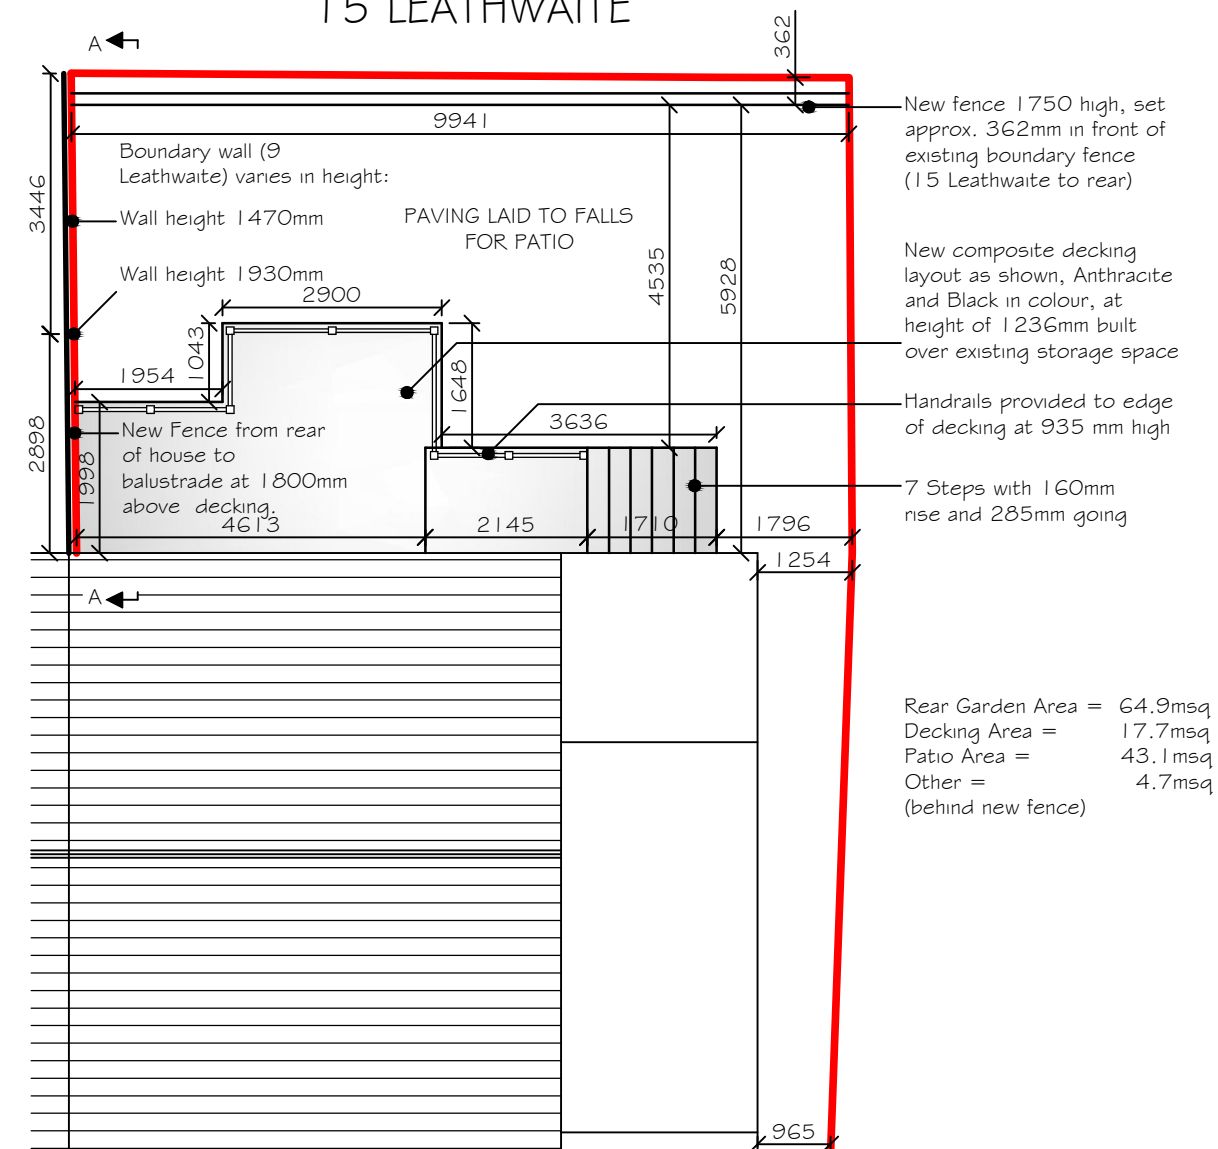 15 LEATHWAITE
A
362
New fence 1750 high, set
approx. 362mm in front of
existing boundary fence
(15 Leathwaite to rear)
9941
Boundary wall (9
Leathwaite) varies in height:
3446
Wall height 1470mm
PAVING LAID TO FALLS
FOR PATIO
Wall height 1930mm
4535
5928
New composite decking
layout as shown, Anthracite
and Black in colour, at
height of 1236mm built
over existing storage space
2900
1043
1954
1648
3636
Handrails provided to edge
of decking at 935 mm high
2898
1998
New Fence from rear
of house to
balustrade at 1800mm
above decking.
7 Steps with 160mm
rise and 285mm going
4613
2145
1710
1796
1254
A
Rear Garden Area = 64.9msq
Decking Area = 17.7msq
Patio Area = 43.1msq
Other = 4.7msq
(behind new fence)
965